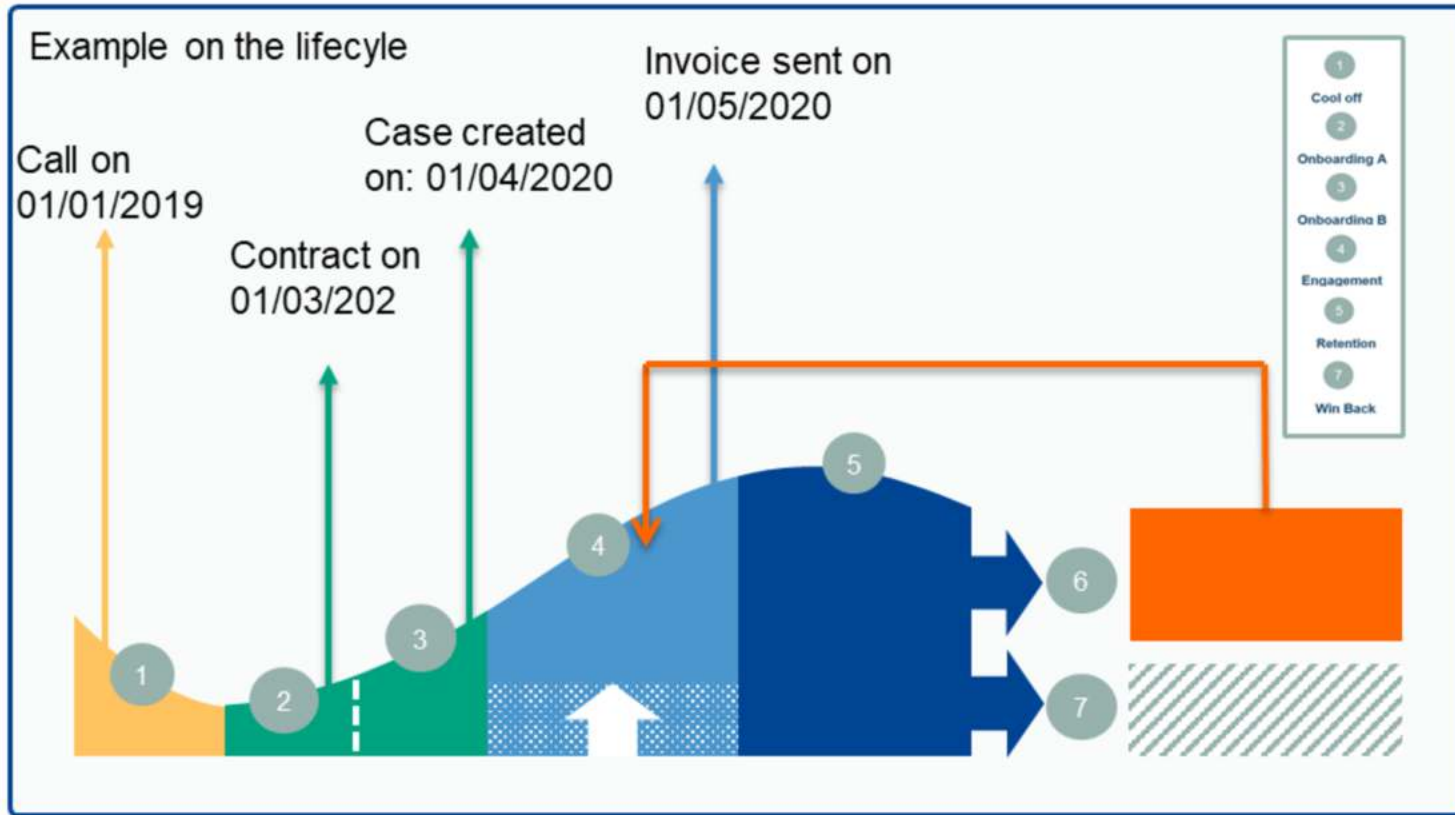 Example on the lifecyle
Invoice sent on
01/05/2020
Case created
on: 01/04/2020
Call on
01/01/2019
Contract on
01/03/202
1
Cool off
2
Onboarding A
3
Onboarding B
4
Engagement
5
Retention
7
Win Back
1
2
3
4
5
6
7